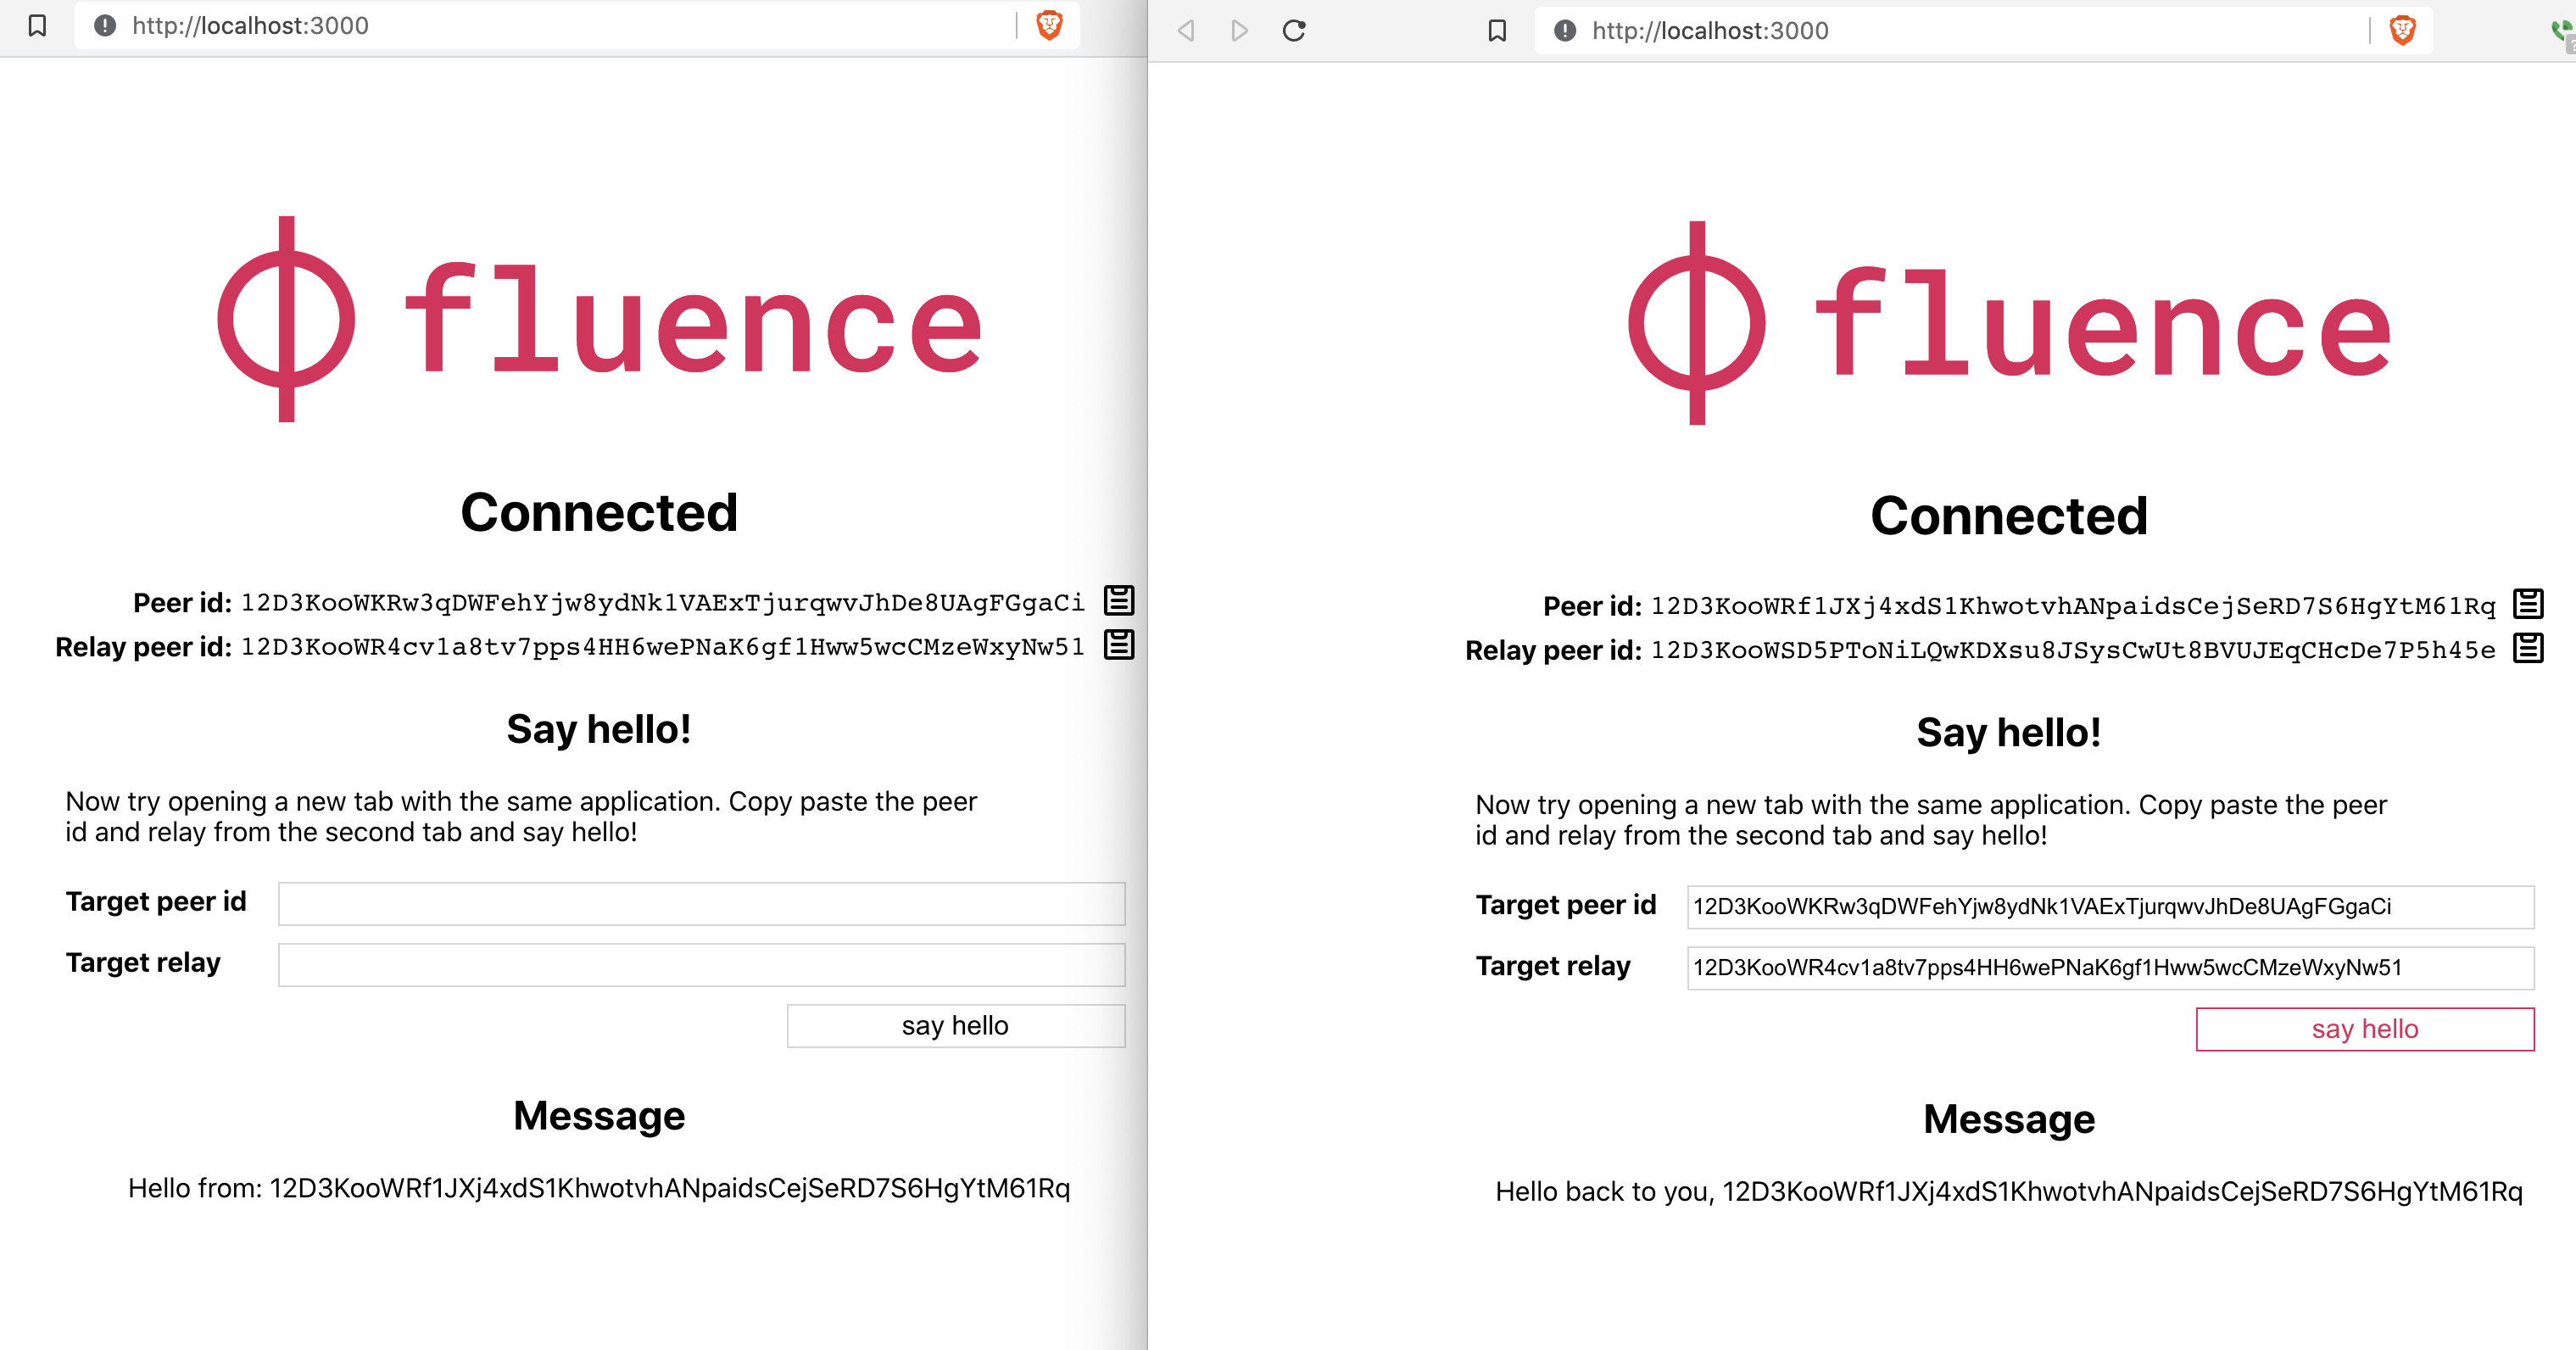 http://localhost:3000
fluence
Connected
Peer id: 12D3KooWKRw3qDWFehYjw8ydNk1VAExTjurqwvJhDe8UAgFGgaCi
Relay peer id: 12D3KooWR4cv1a8tv7pps4HH6wePNaK6gf1Hww5wcCMzeWxyNw51
Say hello!
Now try opening a new tab with the same application. Copy paste the peer
id and relay from the second tab and say hello!
Target peer id
Target relay
say hello
Message
Hello from: 12D3KooWRf1JXj4xdS1KhwotvhANpaidsCejSeRD7S6HgYtM61Rq
http://localhost:3000
fluence
Connected
Peer id: 12D3KooWRf1JXj4xdS1KhwotvhANpaidsCejSeRD7S6HgYtM61Rq
Relay peer id: 12D3KooWSD5PToNiLQwKDXsu8JSysCwUt8BVUJEqCHcDe7P5h45e
Say hello!
Now try opening a new tab with the same application. Copy paste the peer
id and relay from the second tab and say hello!
Target peer id 12D3KooWKRw3qDWFehYjw8ydNk1VAExTjurqwvJhDe8UAgFGgaCi
Target relay 12D3KooWR4cv1a8tv7pps4HH6wePNaK6gf1Hww5wcCMzeWxyNw51
say hello
Message
Hello back to you, 12D3KooWRf1JXj4xdS1KhwotvhANpaidsCejSeRD7S6HgYtM61Rq